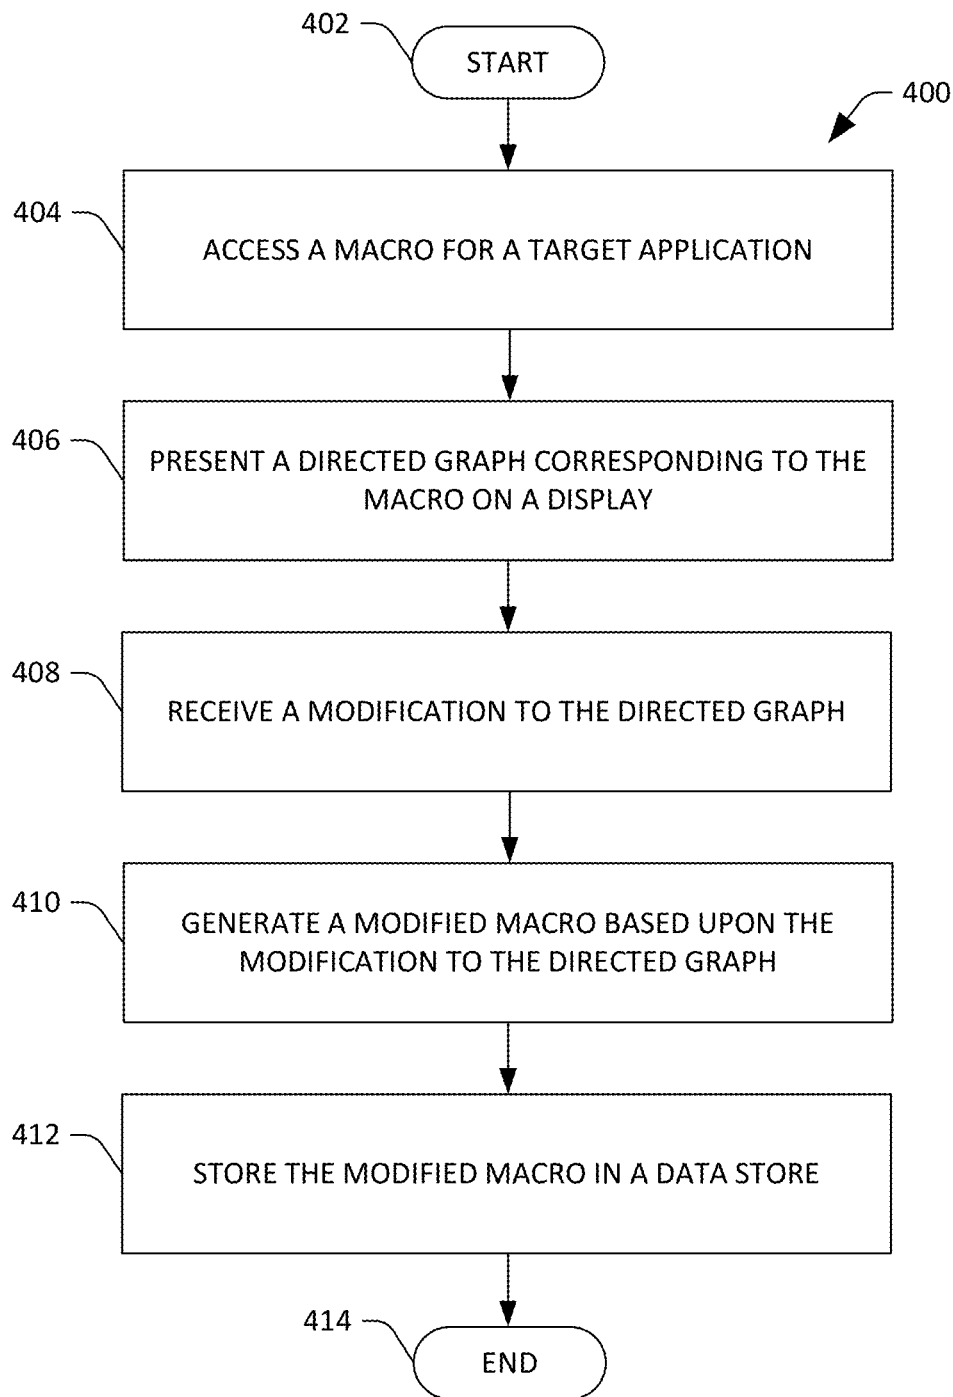 402
START
400
404
ACCESS A MACRO FOR A TARGET APPLICATION
406
PRESENT A DIRECTED GRAPH CORRESPONDING TO THE
MACRO ON A DISPLAY
408
RECEIVE A MODIFICATION TO THE DIRECTED GRAPH
410
GENERATE A MODIFIED MACRO BASED UPON THE
MODIFICATION TO THE DIRECTED GRAPH
412
STORE THE MODIFIED MACRO IN A DATA STORE
414
END